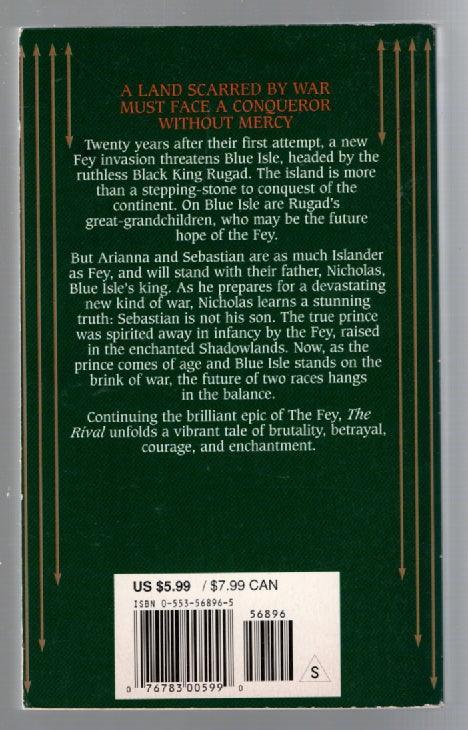 A LAND SCARRED BY WAR
MUST FACE A CONQUEROR
WITHOUT MERCY
Twenty years after their first attempt, a new
Fey invasion threatens Blue Isle, headed by the
ruthless Black King Rugad. The island is more
than a stepping-stone to conquest of the
continent. On Blue Isle are Rugad's
great-grandchildren, who may be the future
hope of the Fey.
But Arianna and Sebastian are as much Islander
as Fey, and will stand with their father, Nicholas,
Blue Isle's king. As he prepares for a devastating
new kind of war, Nicholas learns a stunning
truth: Sebastian is not his son. The true prince
was spirited away in infancy by the Fey, raised
in the enchanted Shadowlands. Now, as the
prince comes of age and Blue Isle stands on the
brink of war, the future of two races hangs
in the balance.
Continuing the brilliant epic of The Fey, The
Rival unfolds a vibrant tale of brutality, betrayal,
courage, and enchantment.
US $5.99 / $7.99 CAN
ISBN 0-553-56896-5
56896
0 76783 00599 0
S